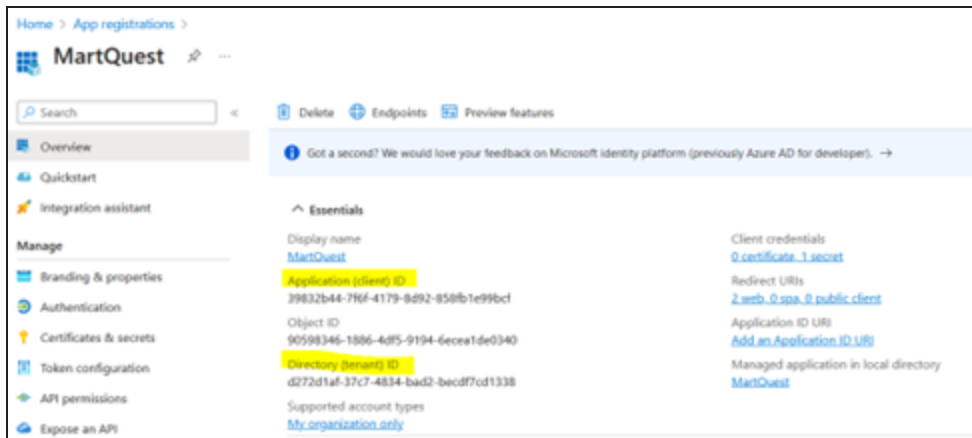 Home > App registrations >
MartQuest
Search
Overview
Quickstart
Integration assistant
Manage
Branding & properties
Authentication
Certificates & secrets
Token configuration
API permissions
Expose an API
Delete Endpoints Preview features
Got a second? We would love your feedback on Microsoft identity platform (previously Azure AD for developer). →
Essentials
Display name
MartQuest
Application (client) ID
39832b44-7f6f-4179-8d92-858fb1e99bcf
Object ID
90598346-1886-4df5-9194-6ecea1de0340
Directory (tenant) ID
d272d1af-37c7-4834-bad2-becdf7cd1338
Supported account types
My organization only
Client credentials
0 certificate, 1 secret
Redirect URIs
2 web, 0 spa, 0 public client
Application ID URI
Add an Application ID URI
Managed application in local directory
MartQuest